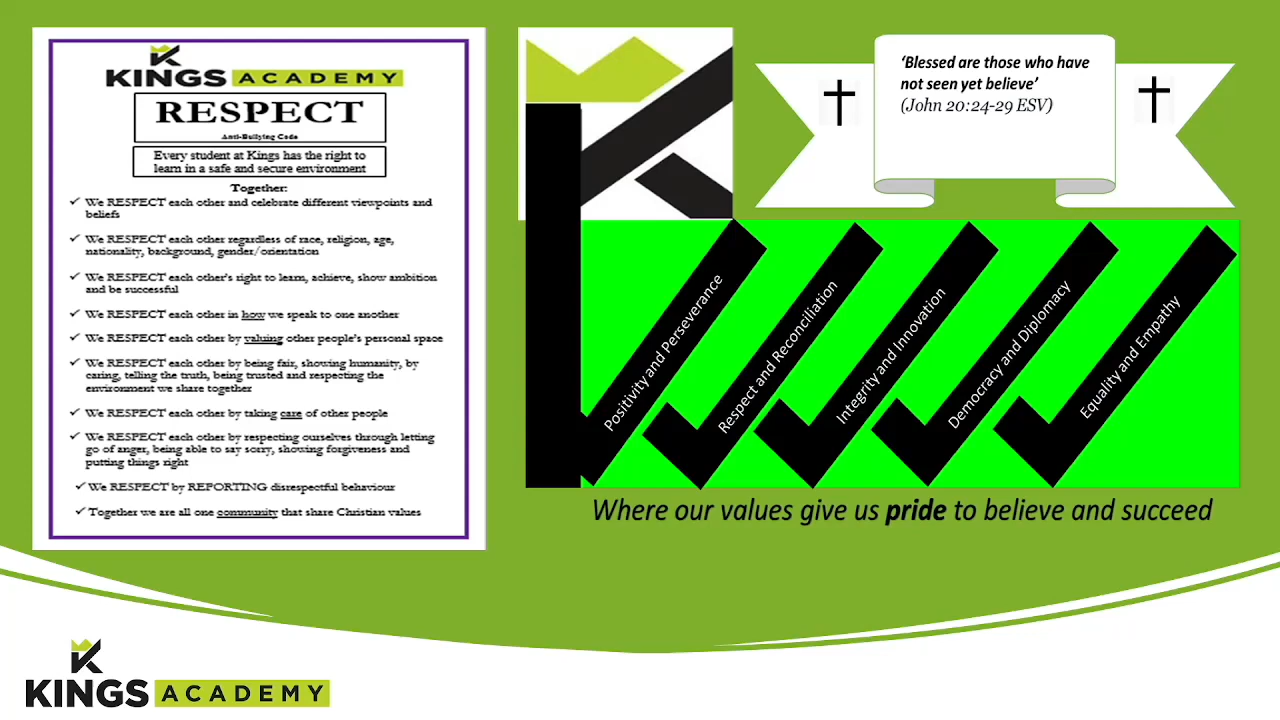 KINGS ACADEMY
RESPECT
Anti-Bullying Code
Every student at Kings has the right to
learn in a safe and secure environment
Together:
✓ We RESPECT each other and celebrate different viewpoints and
beliefs
✓ We RESPECT each other regardless of race, religion, age,
nationality, background, gender/orientation
✓ We RESPECT each other's right to learn, achieve, show ambition
and be successful
✓ We RESPECT each other in how we speak to one another
✓ We RESPECT each other by valuing other people's personal space
✓ We RESPECT each other by being fair, showing humanity, by
caring, telling the truth, being trusted and respecting the
environment we share together
✓ We RESPECT each other by taking care of other people
✓ We RESPECT each other by respecting ourselves through letting
go of anger, being able to say sorry, showing forgiveness and
putting things right
✓ We RESPECT by REPORTING disrespectful behaviour
✓ Together we are all one community that share Christian values
‘Blessed are those who have
not seen yet believe’
(John 20:24-29 ESV)
Positivity and Perseverance
Respect and Reconciliation
Integrity and Innovation
Democracy and Diplomacy
Equality and Empathy
Where our values give us pride to believe and succeed
KINGS ACADEMY